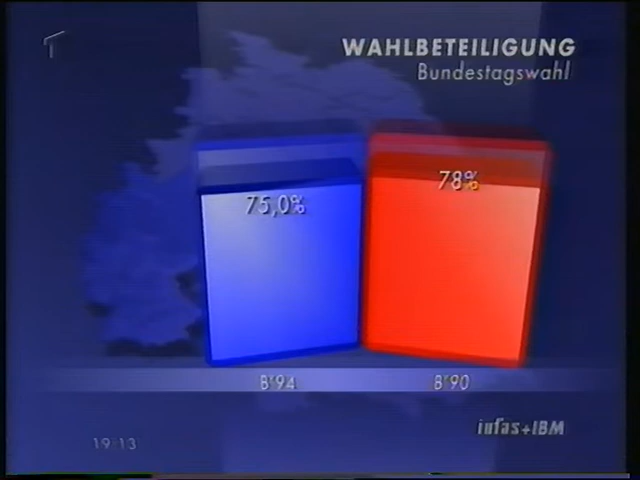 WAHLBETEILIGUNG
Bundestagswahl
75,0%
78%
B'94
B'90
infas+IBM
19:13